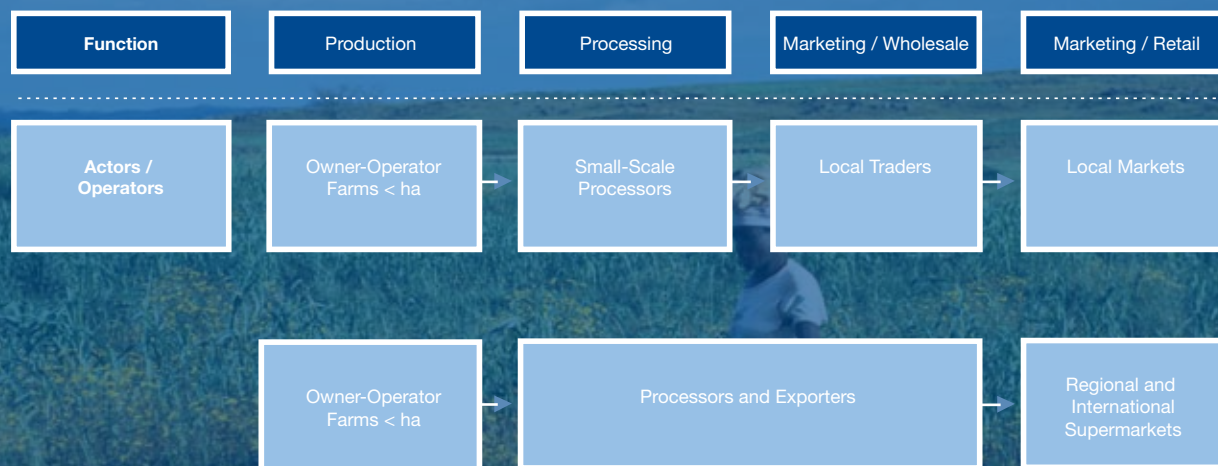 Function
Production
Processing
Marketing / Wholesale
Marketing / Retail
Actors /
Operators
Owner-Operator
Farms < ha
Small-Scale
Processors
Local Traders
Local Markets
Owner-Operator
Farms < ha
Processors and Exporters
Regional and
International
Supermarkets